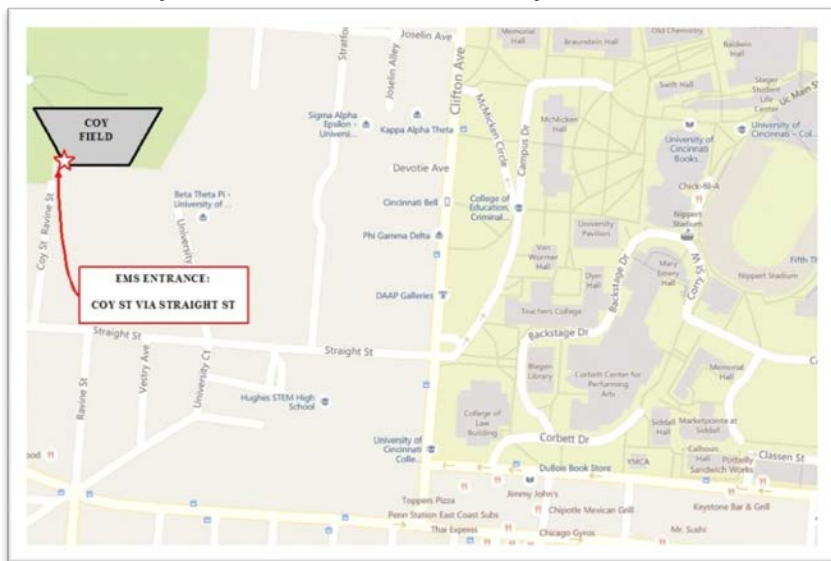 Joselin Ave
Memorial
Hall
Braunstein Hall
Old Chemistry
Baldwin
Hall
Joselin Alley
Clifton Ave
Swift Hall
Steger
Student
Life
Center
Uc Main St
COY
FIELD
Sigma Alpha
Epsilon -
Universi...
Kappa Alpha Theta
McMicken Circle
McMicken
Hall
Campus Dr
University of
Cincinnati
Books...
University of
Cincinnati - Col...
Devotie Ave
Chick-fil-A
Coy St
Ravine St
Beta Theta Pi -
University of ...
University
Cincinnati Bell
College of
Education,
Criminal...
Nippert
Stadium
Phi Gamma Delta
University
Pavilion
Van
Wormer
Hall
Dyer
Hall
Backstage Dr
Mary
Emery
Hall
Corry St W
Nippert Stadium
Fifth Th
EMS ENTRANCE:
COY ST VIA STRAIGHT ST
DAAP Galleries
Teachers College
Straight St
Straight St
Backstage Dr
Blegen
Library
Corbett Center for
Performing
Arts
Memorial
Hall
Ravine St
Vestry Ave
University CT
Hughes STEM High
School
College of
Law
Building
Siddall
Hall
Marketpointe at
Siddall
University of
Cincinnati
Colle...
Corbett Dr
YMCA
Calhoun
Hall
Potbelly
Sandwich Works
Classen St
ood
DuBois Book Store
Toppers Pizza
Jimmy John's
Penn Station East Coast Subs
Chipotle Mexican Grill
Keystone Bar & Grill
Thai Express
Chicago Gyros
Mr. Sushi